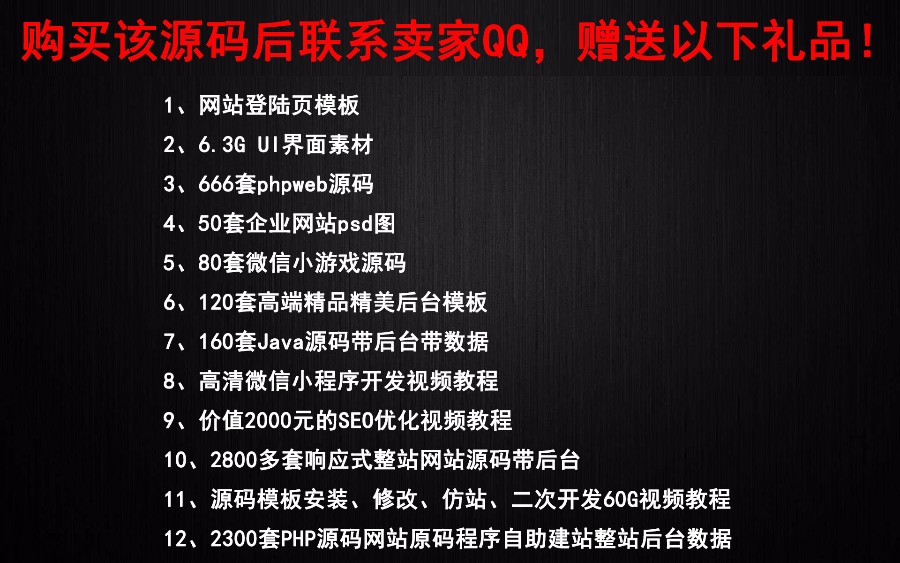 购买该源码后联系卖家QQ，赠送以下礼品！
1、网站登陆页模板
2、6.3G UI界面素材
3、666套phpweb源码
4、50套企业网站psd图
5、80套微信小游戏源码
6、120套高端精品精美后台模板
7、160套Java源码带后台带数据
8、高清微信小程序开发视频教程
9、价值2000元的SEO优化视频教程
10、2800多套响应式整站网站源码带后台
11、源码模板安装、修改、仿站、二次开发60G视频教程
12、2300套PHP源码网站原码程序自助建站整站后台数据